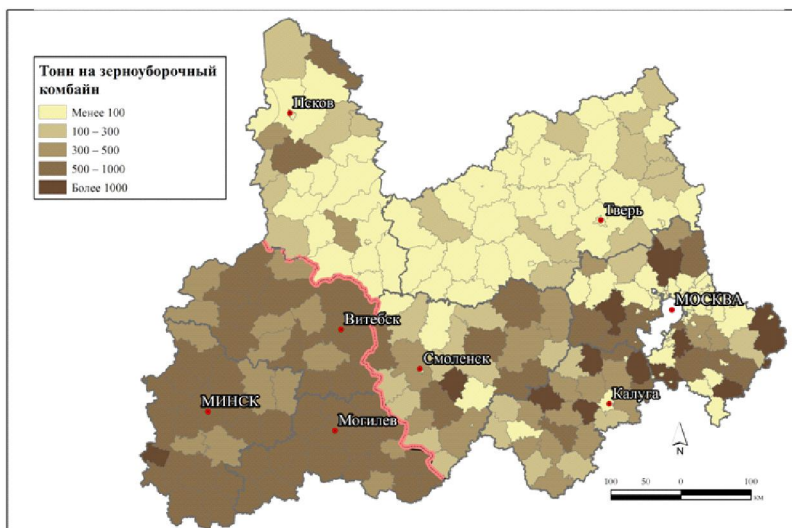 Тонн на зерноуборочный
комбайн
Менее 100
100 – 300
300 – 500
500 – 1000
Более 1000
Псков
Тверь
МОСКВА
Витебск
Смоленск
Калуга
МИНСК
Могилев
N
100 50 0 100
км